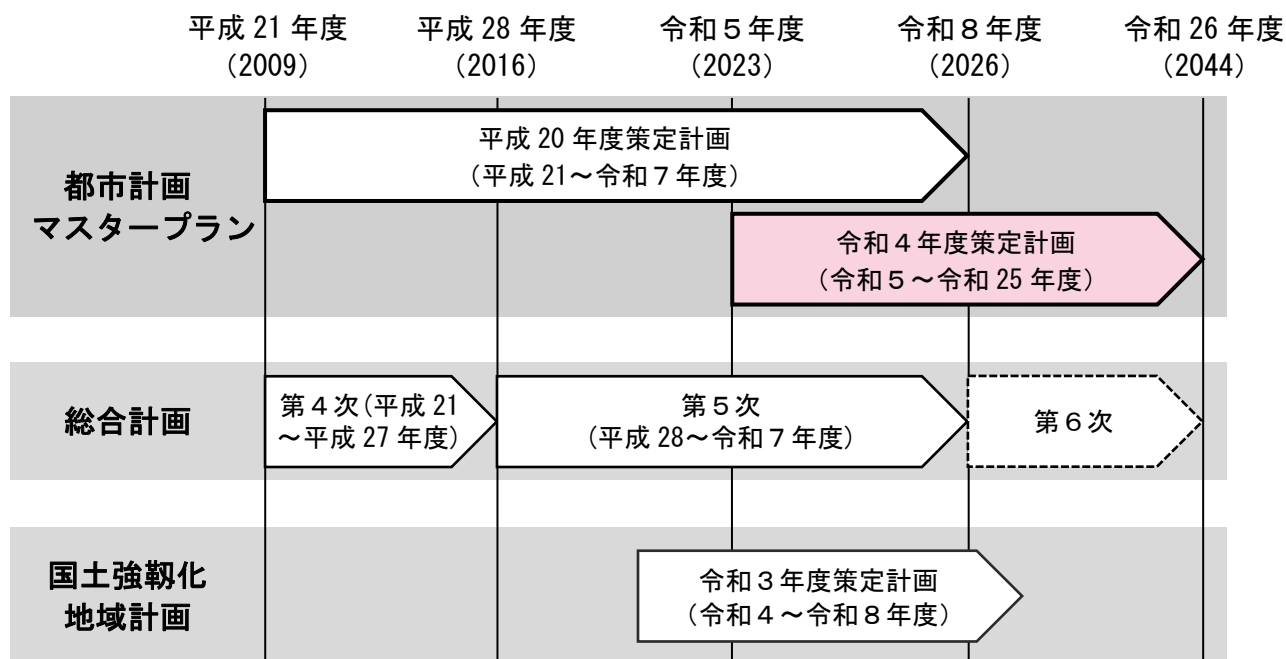 平成 21 年度
(2009)
平成 28 年度
(2016)
令和５年度
(2023)
令和８年度
(2026)
令和 26 年度
(2044)
都市計画
マスタープラン
平成 20 年度策定計画
(平成 21～令和７年度)
令和４年度策定計画
(令和５～令和 25 年度)
総合計画
第４次(平成 21
～平成 27 年度)
第５次
(平成 28～令和７年度)
第６次
国土強靱化
地域計画
令和３年度策定計画
(令和４～令和８年度)